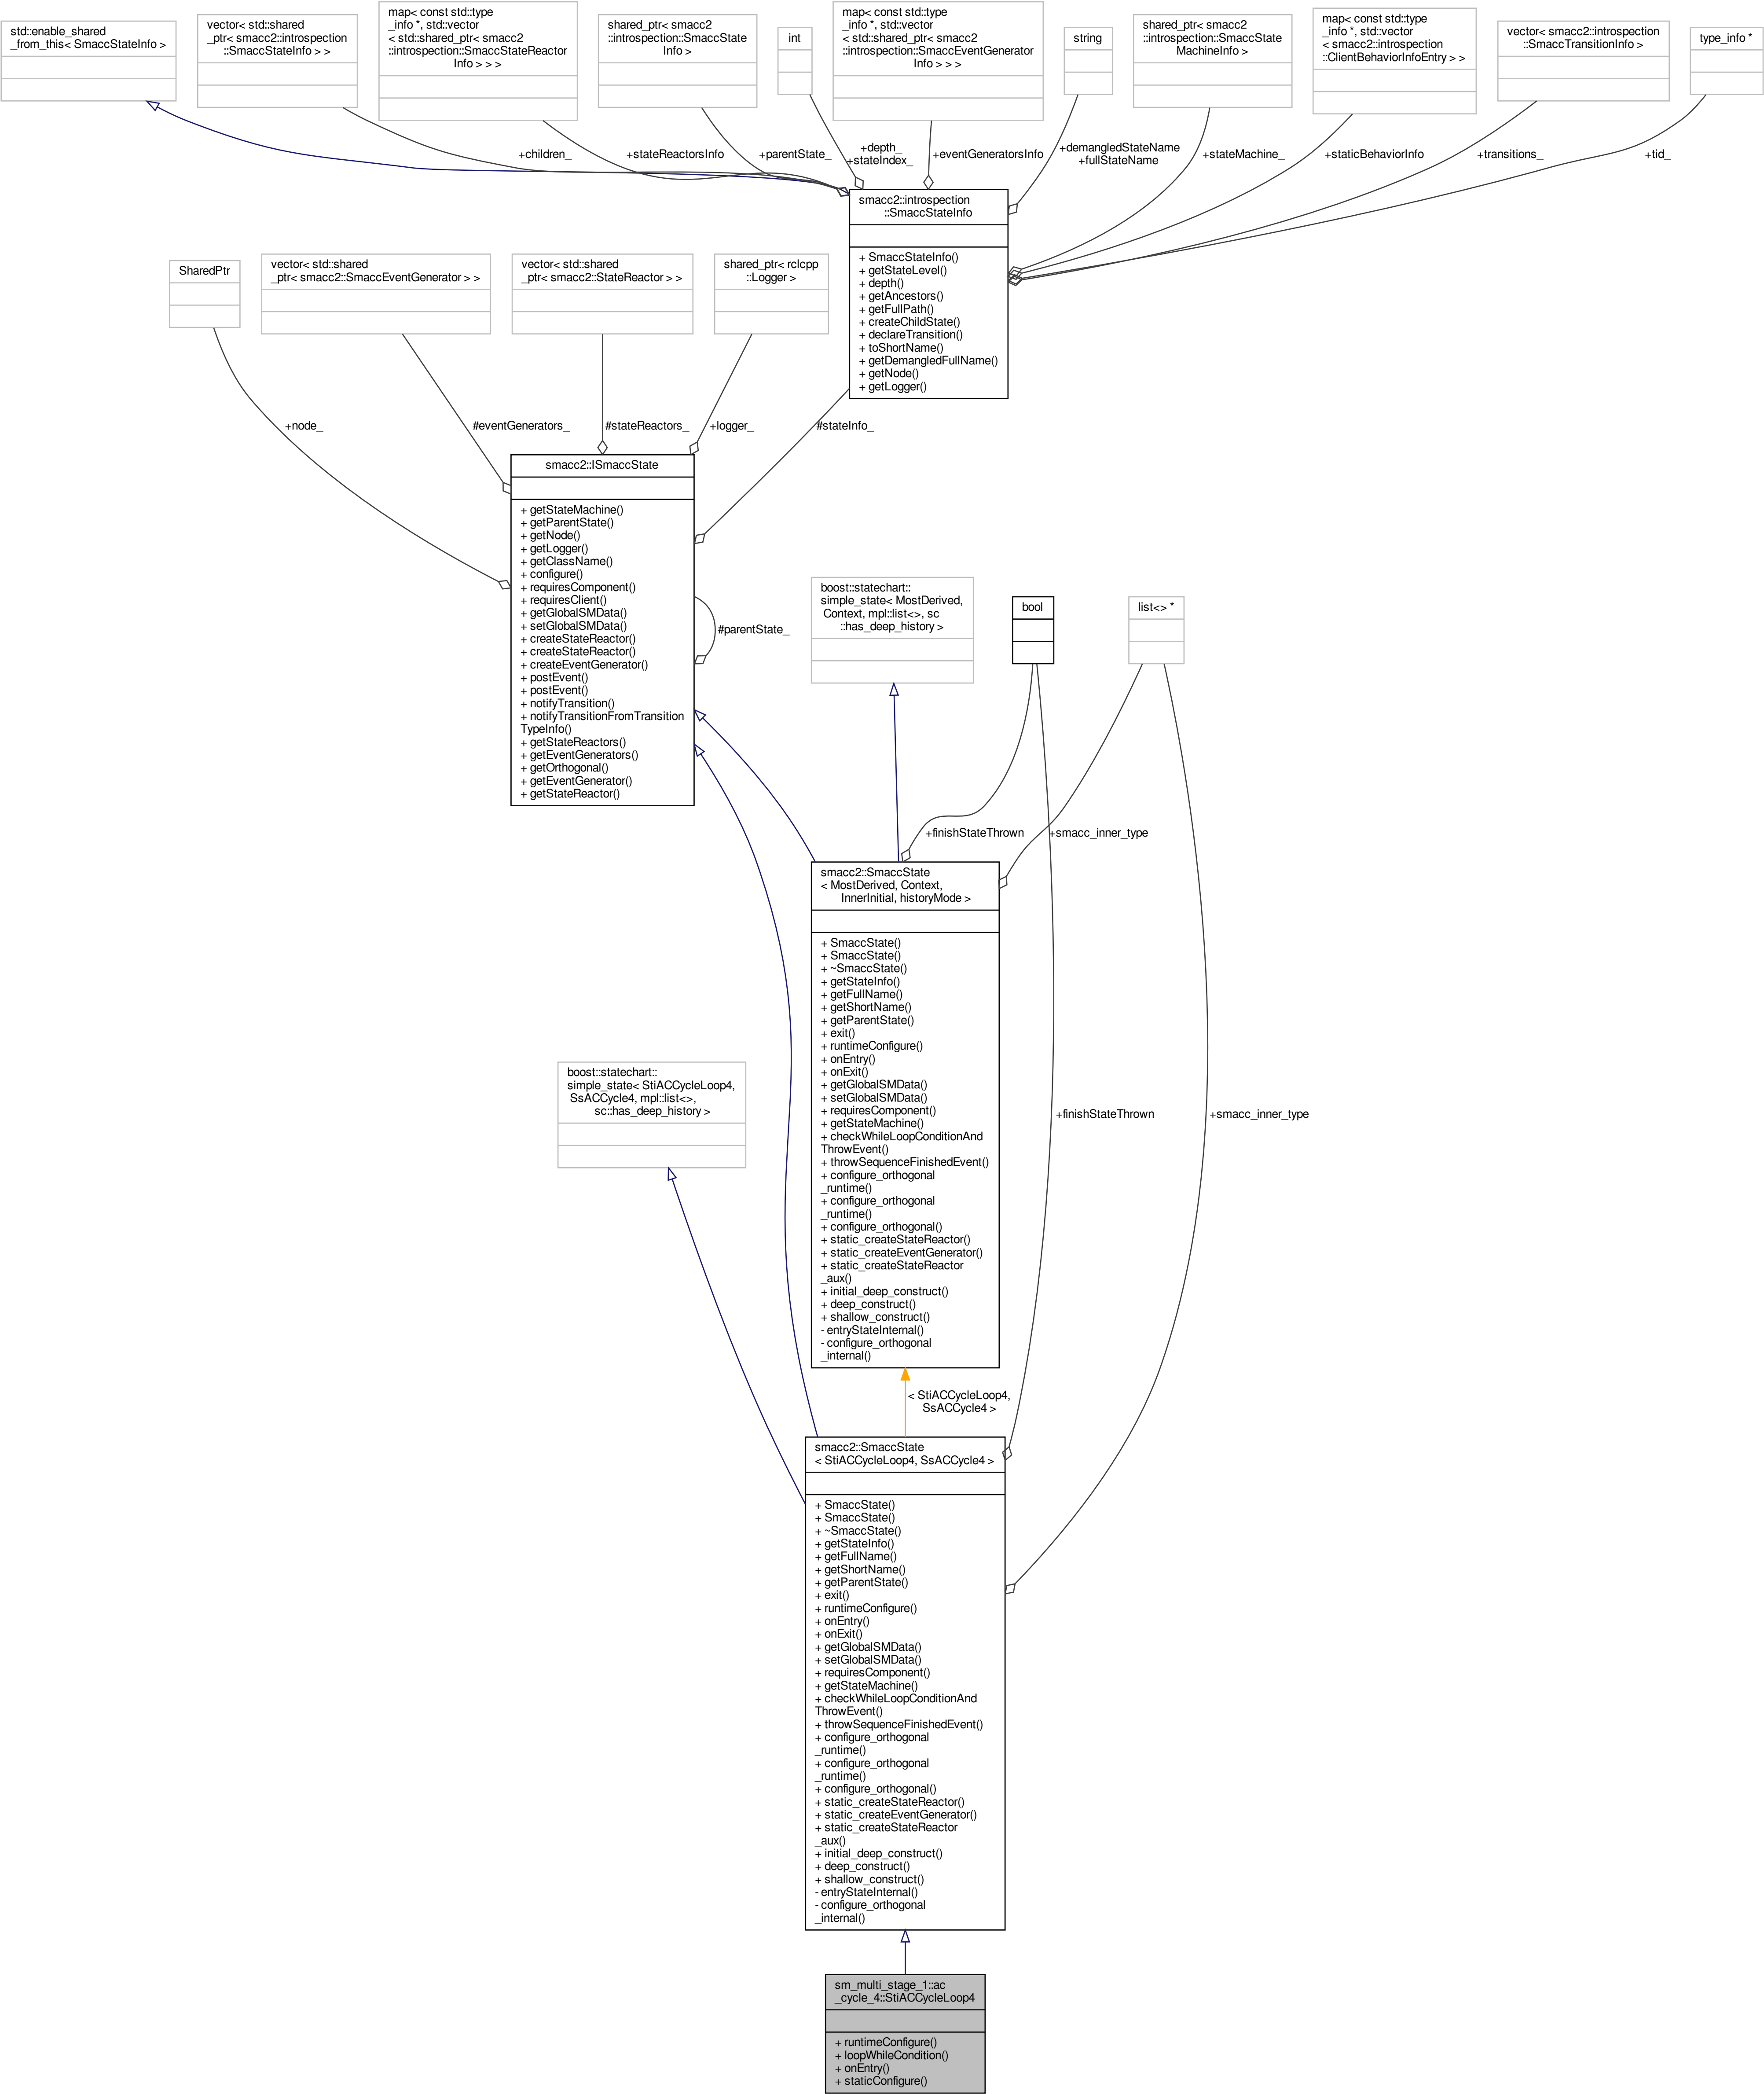 std::enable_shared
_from_this< SmaccStateInfo >
vector< std::shared
_ptr< smacc2::introspection
::SmaccStateInfo > >
map< const std::type
_info *, std::vector
< std::shared_ptr< smacc2
::introspection::SmaccStateReactor
Info > > >
shared_ptr< smacc2
::introspection::SmaccState
Info >
int
map< const std::type
_info *, std::vector
< std::shared_ptr< smacc2
::introspection::SmaccEventGenerator
Info > > >
string
shared_ptr< smacc2
::introspection::SmaccState
MachineInfo >
map< const std::type
_info *, std::vector
< smacc2::introspection
::ClientBehaviorInfoEntry > >
vector< smacc2::introspection
::SmaccTransitionInfo >
type_info *
+children_
+stateReactorsInfo
+parentState_
+depth_
+stateIndex_
+eventGeneratorsInfo
+demangledStateName
+fullStateName
+stateMachine_
+staticBehaviorInfo
+transitions_
+tid_
smacc2::introspection
::SmaccStateInfo
+ SmaccStateInfo()
+ getStateLevel()
+ depth()
+ getAncestors()
+ getFullPath()
+ createChildState()
+ declareTransition()
+ toShortName()
+ getDemangledFullName()
+ getNode()
+ getLogger()
SharedPtr
vector< std::shared
_ptr< smacc2::SmaccEventGenerator > >
vector< std::shared
_ptr< smacc2::StateReactor > >
shared_ptr< rclcpp
::Logger >
+node_
#eventGenerators_
#stateReactors_
+logger_
#stateInfo_
smacc2::ISmaccState
+ getStateMachine()
+ getParentState()
+ getNode()
+ getLogger()
+ getClassName()
+ configure()
+ requiresComponent()
+ requiresClient()
+ getGlobalSMData()
+ setGlobalSMData()
+ createStateReactor()
+ createStateReactor()
+ createEventGenerator()
+ postEvent()
+ postEvent()
+ notifyTransition()
+ notifyTransitionFromTransition
TypeInfo()
+ getStateReactors()
+ getEventGenerators()
+ getOrthogonal()
+ getEventGenerator()
+ getStateReactor()
#parentState_
boost::statechart::
simple_state< MostDerived,
Context, mpl::list<>, sc
::has_deep_history >
bool
list<> *
+finishStateThrown
+smacc_inner_type
smacc2::SmaccState
< MostDerived, Context,
InnerInitial, historyMode >
+ SmaccState()
+ SmaccState()
+ ~SmaccState()
+ getStateInfo()
+ getFullName()
+ getShortName()
+ getParentState()
+ exit()
+ runtimeConfigure()
+ onEntry()
+ onExit()
+ getGlobalSMData()
+ setGlobalSMData()
+ requiresComponent()
+ getStateMachine()
+ checkWhileLoopConditionAnd
ThrowEvent()
+ throwSequenceFinishedEvent()
+ configure_orthogonal
_runtime()
+ configure_orthogonal
_runtime()
+ configure_orthogonal()
+ static_createStateReactor()
+ static_createEventGenerator()
+ static_createStateReactor
_aux()
+ initial_deep_construct()
+ deep_construct()
+ shallow_construct()
- entryStateInternal()
- configure_orthogonal
_internal()
boost::statechart::
simple_state< StiACCycleLoop4,
SsACCycle4, mpl::list<>,
sc::has_deep_history >
+finishStateThrown
+smacc_inner_type
< StiACCycleLoop4,
SsACCycle4 >
smacc2::SmaccState
< StiACCycleLoop4, SsACCycle4 >
+ SmaccState()
+ SmaccState()
+ ~SmaccState()
+ getStateInfo()
+ getFullName()
+ getShortName()
+ getParentState()
+ exit()
+ runtimeConfigure()
+ onEntry()
+ onExit()
+ getGlobalSMData()
+ setGlobalSMData()
+ requiresComponent()
+ getStateMachine()
+ checkWhileLoopConditionAnd
ThrowEvent()
+ throwSequenceFinishedEvent()
+ configure_orthogonal
_runtime()
+ configure_orthogonal
_runtime()
+ configure_orthogonal()
+ static_createStateReactor()
+ static_createEventGenerator()
+ static_createStateReactor
_aux()
+ initial_deep_construct()
+ deep_construct()
+ shallow_construct()
- entryStateInternal()
- configure_orthogonal
_internal()
sm_multi_stage_1::ac
_cycle_4::StiACCycleLoop4
+ runtimeConfigure()
+ loopWhileCondition()
+ onEntry()
+ staticConfigure()